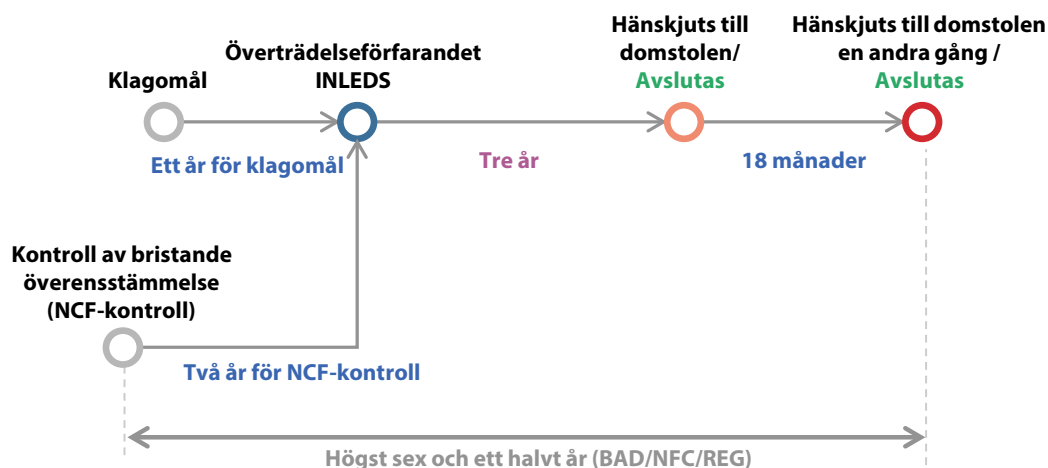 Klagomål
Överträdelseförfarandet
INLEDS
Hänskjuts till
domstolen/
Avslutas
Hänskjuts till domstolen
en andra gång /
Avslutas
Ett år för klagomål
Tre år
18 månader
Kontroll av bristande
överensstämmelse
(NCF-kontroll)
Två år för NCF-kontroll
Högst sex och ett halvt år (BAD/NFC/REG)